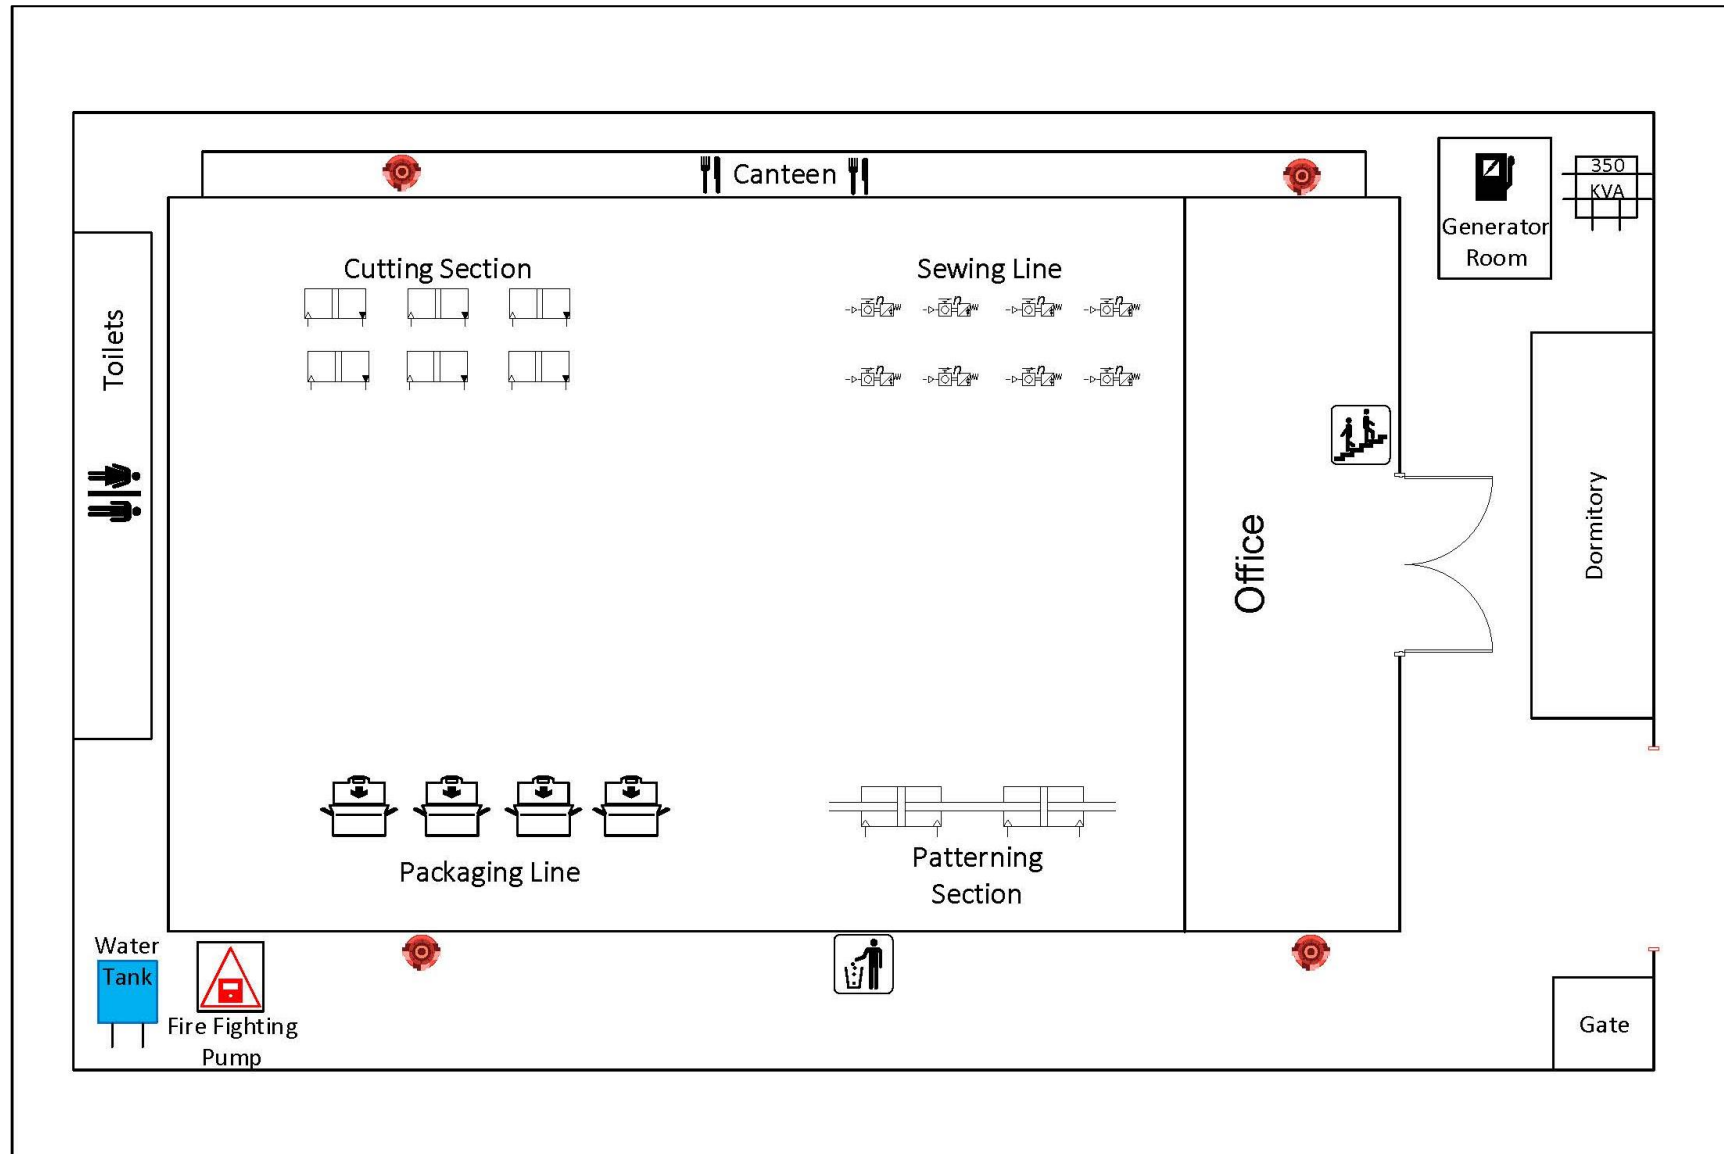 Canteen
350
KVA
Generator
Room
Cutting Section
Sewing Line
Toilets
Office
Dormitory
Packaging Line
Patterning
Section
Water
Tank
Fire Fighting
Pump
Gate